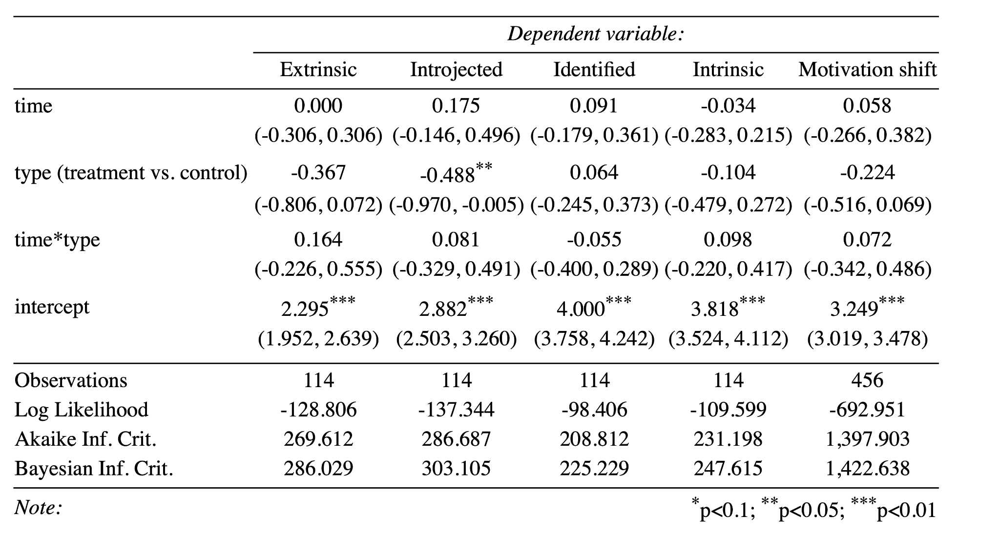 Dependent variable:
Extrinsic Introjected Identified Intrinsic Motivation shift
time 0.000 0.175 0.091 -0.034 0.058
(-0.306, 0.306) (-0.146, 0.496) (-0.179, 0.361) (-0.283, 0.215) (-0.266, 0.382)
type (treatment vs. control) -0.367 -0.488** 0.064 -0.104 -0.224
(-0.806, 0.072) (-0.970, -0.005) (-0.245, 0.373) (-0.479, 0.272) (-0.516, 0.069)
time*type 0.164 0.081 -0.055 0.098 0.072
(-0.226, 0.555) (-0.329, 0.491) (-0.400, 0.289) (-0.220, 0.417) (-0.342, 0.486)
intercept 2.295*** 2.882*** 4.000*** 3.818*** 3.249***
(1.952, 2.639) (2.503, 3.260) (3.758, 4.242) (3.524, 4.112) (3.019, 3.478)
Observations 114 114 114 114 456
Log Likelihood -128.806 -137.344 -98.406 -109.599 -692.951
Akaike Inf. Crit. 269.612 286.687 208.812 231.198 1,397.903
Bayesian Inf. Crit. 286.029 303.105 225.229 247.615 1,422.638
Note: *p<0.1; **p<0.05; ***p<0.01